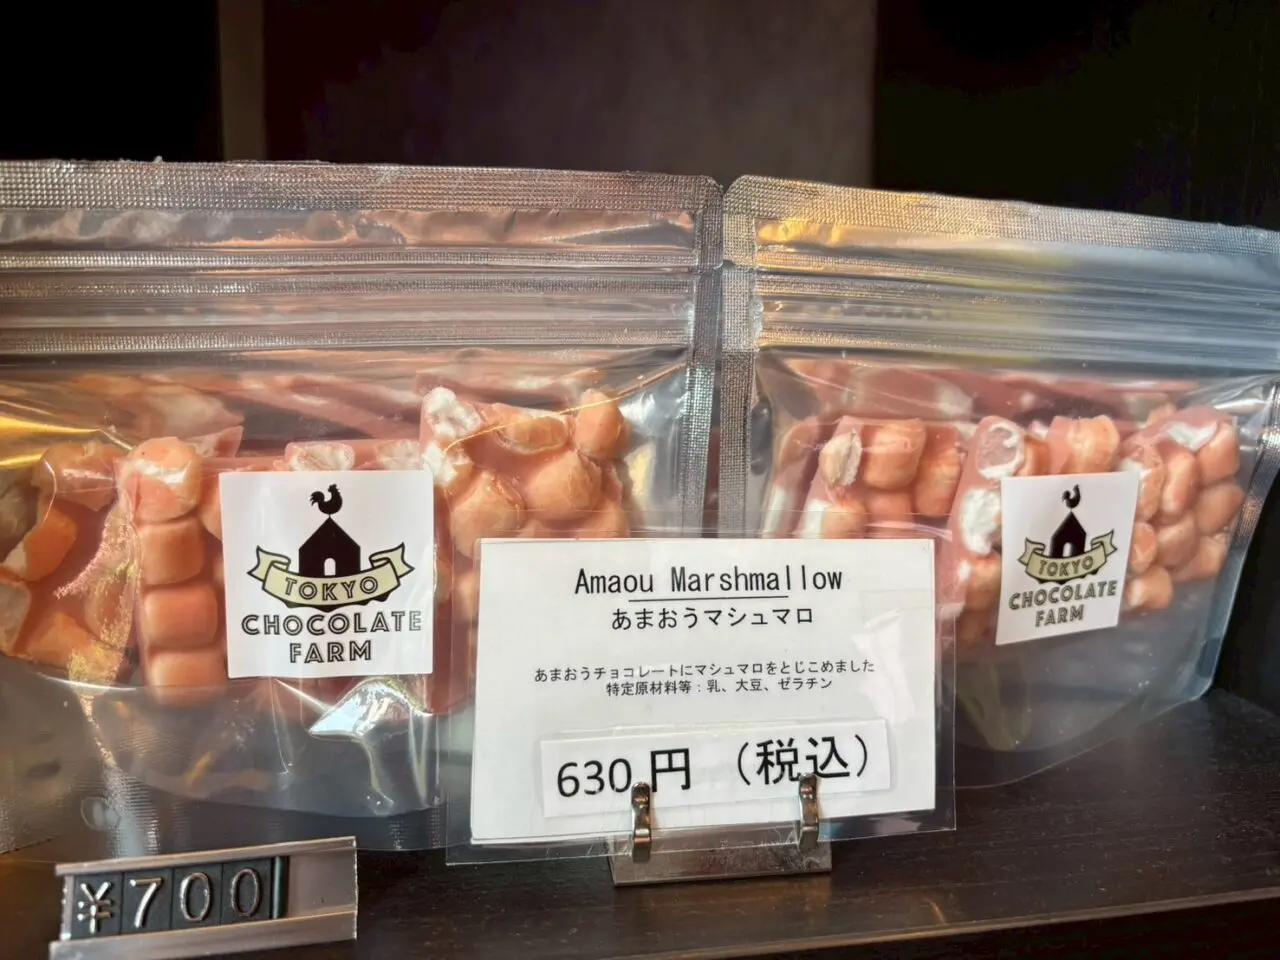 TOKYO
CHOCOLATE
FARM
Amaou Marshmallow
あまおうマシュマロ
あまおうチョコレートにマシュマロをとじこめました
特定原材料等：乳、大豆、ゼラチン
630円 （税込）
TOKYO
CHOCOLATE
FARM
¥700